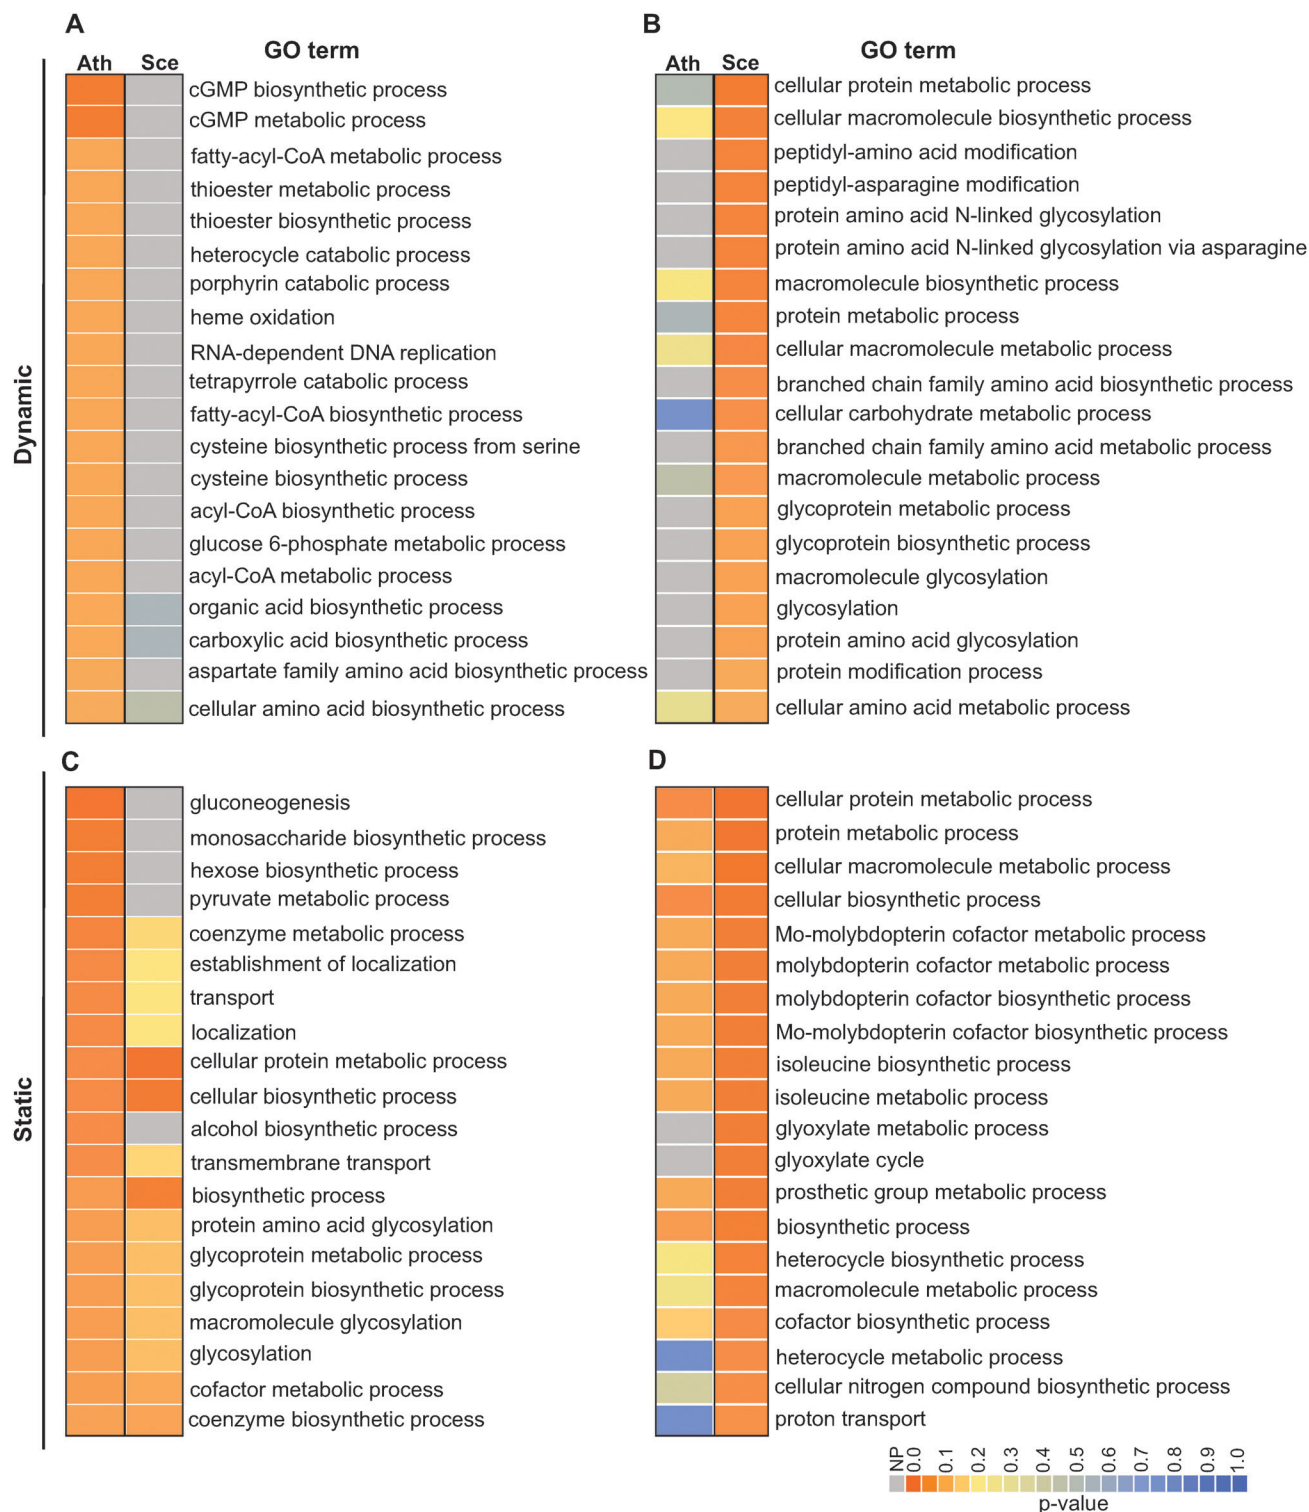 A
GO term
Ath Sce
cGMP biosynthetic process
cGMP metabolic process
fatty-acyl-CoA metabolic process
thioester metabolic process
thioester biosynthetic process
heterocycle catabolic process
porphyrin catabolic process
heme oxidation
RNA-dependent DNA replication
tetrapyrrole catabolic process
fatty-acyl-CoA biosynthetic process
cysteine biosynthetic process from serine
cysteine biosynthetic process
acyl-CoA biosynthetic process
glucose 6-phosphate metabolic process
acyl-CoA metabolic process
organic acid biosynthetic process
carboxylic acid biosynthetic process
aspartate family amino acid biosynthetic process
cellular amino acid biosynthetic process
Dynamic
B
GO term
Ath Sce
cellular protein metabolic process
cellular macromolecule biosynthetic process
peptidyl-amino acid modification
peptidyl-asparagine modification
protein amino acid N-linked glycosylation
protein amino acid N-linked glycosylation via asparagine
macromolecule biosynthetic process
protein metabolic process
cellular macromolecule metabolic process
branched chain family amino acid biosynthetic process
cellular carbohydrate metabolic process
branched chain family amino acid metabolic process
macromolecule metabolic process
glycoprotein metabolic process
glycoprotein biosynthetic process
macromolecule glycosylation
glycosylation
protein amino acid glycosylation
protein modification process
cellular amino acid metabolic process
C
gluconeogenesis
monosaccharide biosynthetic process
hexose biosynthetic process
pyruvate metabolic process
coenzyme metabolic process
establishment of localization
transport
localization
cellular protein metabolic process
cellular biosynthetic process
alcohol biosynthetic process
transmembrane transport
biosynthetic process
protein amino acid glycosylation
glycoprotein metabolic process
glycoprotein biosynthetic process
macromolecule glycosylation
glycosylation
cofactor metabolic process
coenzyme biosynthetic process
Static
D
cellular protein metabolic process
protein metabolic process
cellular macromolecule metabolic process
cellular biosynthetic process
Mo-molybdopterin cofactor metabolic process
molybdopterin cofactor metabolic process
molybdopterin cofactor biosynthetic process
Mo-molybdopterin cofactor biosynthetic process
isoleucine biosynthetic process
isoleucine metabolic process
glyoxylate metabolic process
glyoxylate cycle
prosthetic group metabolic process
biosynthetic process
heterocycle biosynthetic process
macromolecule metabolic process
cofactor biosynthetic process
heterocycle metabolic process
cellular nitrogen compound biosynthetic process
proton transport
NP 0.0 0.1 0.2 0.3 0.4 0.5 0.6 0.7 0.8 0.9 1.0
p-value